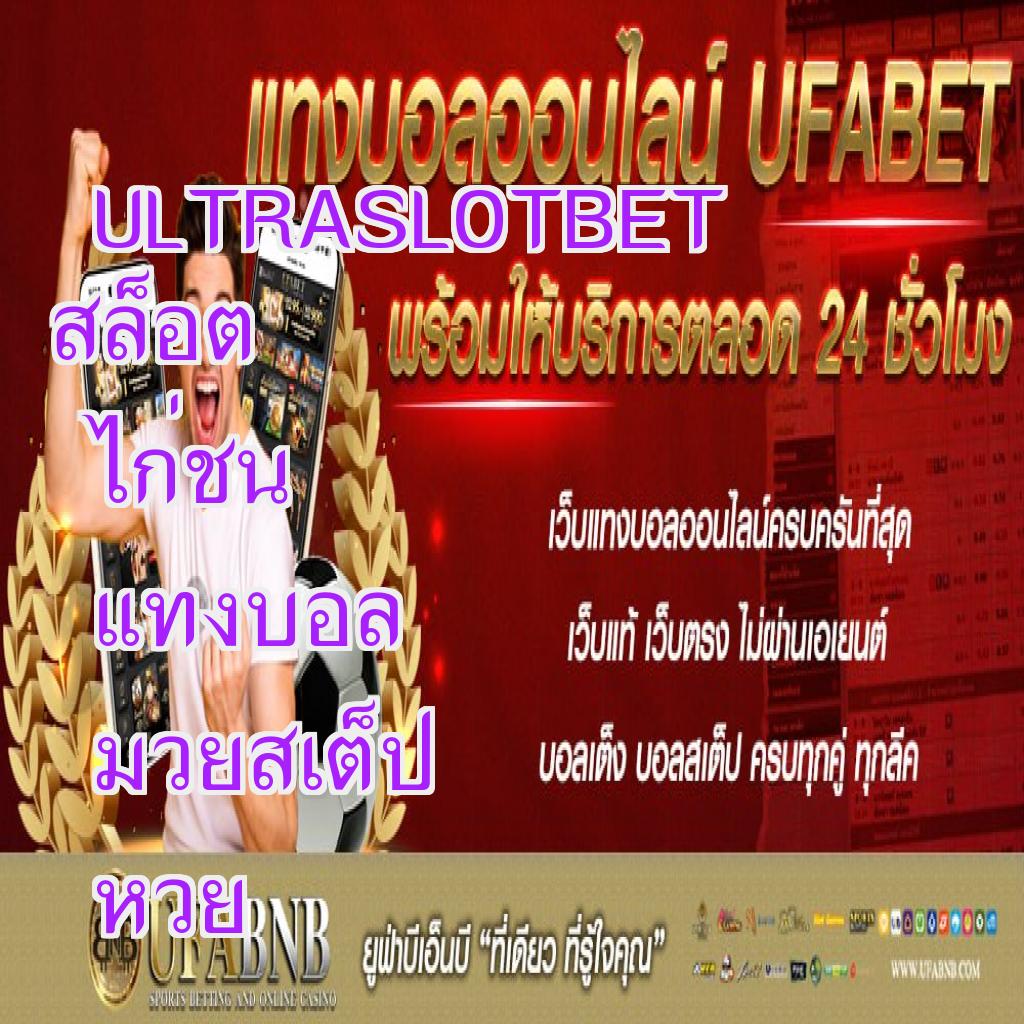 แทงบอลออนไลน์ UFABET
ULTRASLOTBET
สล็อต
พร้อมให้บริการตลอด 24 ชั่วโมง
ไก่ชน
เว็บแทงบอลออนไลน์ครบครันที่สุด
แทงบอล
เว็บแท้ เว็บตรง ไม่ผ่านเอเยนต์
มวยสเต็ป
บอลเต็ง บอลสเต็ป ครบทุกคู่ ทุกลีค
หวย
UFABNB
SPORTS BETTING AND ONLINE CASINO
ยูฟ่าบีเอ็นบี “ที่เดียว ที่รู้ใจคุณ”
WWW.UFABNB.COM